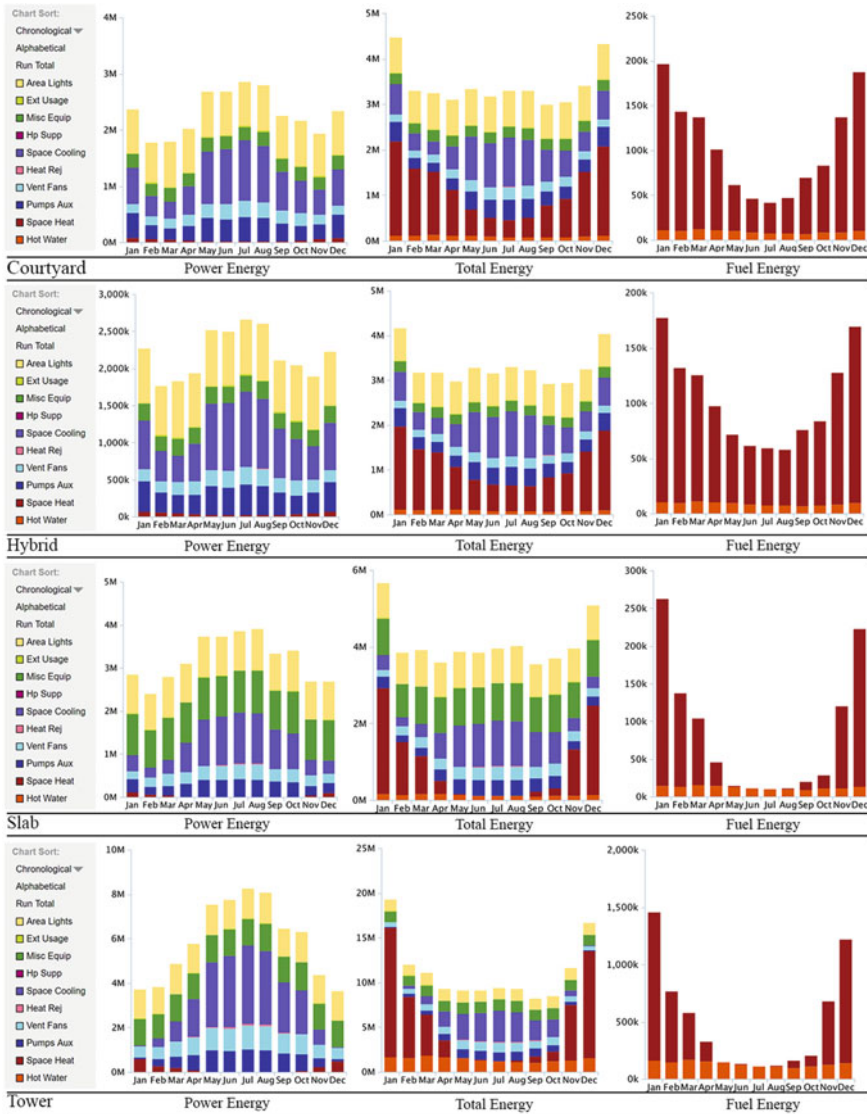 Chart Sort:
Chronological
Alphabetical
Run Total
Area Lights
Ext Usage
Misc Equip
Hp Supp
Space Cooling
Heat Rej
Vent Fans
Pumps Aux
Space Heat
Hot Water
4M
3M
2M
1M
0M
Jan Feb Mar Apr May Jun Jul Aug Sep Oct Nov Dec
5M
4M
3M
2M
1M
0M
Jan Feb Mar Apr May Jun Jul Aug Sep Oct Nov Dec
250k
200k
150k
100k
50k
0k
Jan Feb Mar Apr May Jun Jul Aug Sep Oct Nov Dec
Courtyard Power Energy Total Energy Fuel Energy
Chart Sort:
Chronological
Alphabetical
Run Total
Area Lights
Ext Usage
Misc Equip
Hp Supp
Space Cooling
Heat Rej
Vent Fans
Pumps Aux
Space Heat
Hot Water
3,000k
2,500k
2,000k
1,500k
1,000k
500k
0k
Jan Feb Mar Apr May Jun Jul Aug Sep Oct Nov Dec
5M
4M
3M
2M
1M
0M
Jan Feb Mar Apr May Jun Jul Aug Sep Oct Nov Dec
200k
150k
100k
50k
0k
Jan Feb Mar Apr May Jun Jul Aug Sep Oct Nov Dec
Hybrid Power Energy Total Energy Fuel Energy
Chart Sort:
Chronological
Alphabetical
Run Total
Area Lights
Ext Usage
Misc Equip
Hp Supp
Space Cooling
Heat Rej
Vent Fans
Pumps Aux
Space Heat
Hot Water
5M
4M
3M
2M
1M
0M
Jan Feb Mar Apr May Jun Jul Aug Sep Oct Nov Dec
6M
4M
2M
0M
Jan Feb Mar Apr May Jun Jul Aug Sep Oct Nov Dec
300k
250k
200k
150k
100k
50k
0k
Jan Feb Mar Apr May Jun Jul Aug Sep Oct Nov Dec
Slab Power Energy Total Energy Fuel Energy
Chart Sort:
Chronological
Alphabetical
Run Total
Area Lights
Ext Usage
Misc Equip
Hp Supp
Space Cooling
Heat Rej
Vent Fans
Pumps Aux
Space Heat
Hot Water
10M
8M
6M
4M
2M
0M
Jan Feb Mar Apr May Jun Jul Aug Sep Oct Nov Dec
25M
20M
15M
10M
5M
0M
Jan Feb Mar Apr May Jun Jul Aug Sep Oct Nov Dec
2,000k
1,500k
1,000k
500k
0k
Jan Feb Mar Apr May Jun Jul Aug Sep Oct Nov Dec
Tower Power Energy Total Energy Fuel Energy